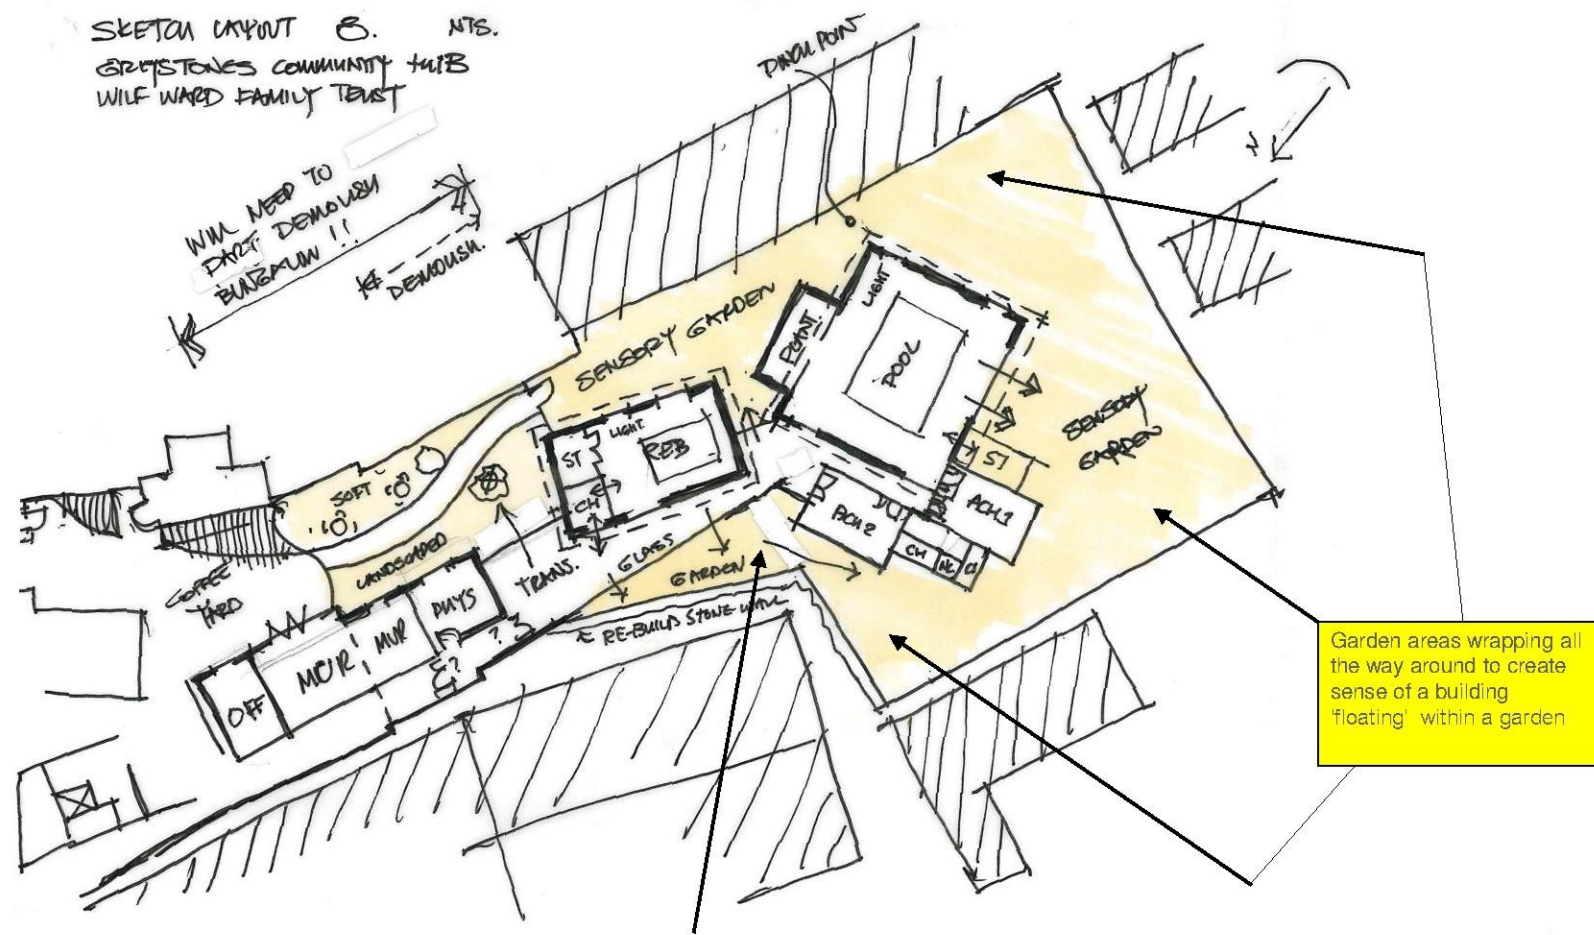 SKETCH LAYOUT 8. NTS.
GREYSTONES COMMUNITY HUB
WILF WARD FAMILY TRUST
PINCH POINT
WILL NEED TO
PART DEMOLISH
BUNGALOW !!
DEMOLISH.
SENSORY GARDEN
PLANT
LIGHT
POOL
SENSORY
GARDEN
LIGHT
ST
REB
CH
ST
SOFT
ACH.1
ACH 2
CH
LANDSCAPED
TRANS.
GLASS
GARDEN
COFFEE
YARD
PHYS
RE-BUILD STONE WALL
MUR
MUR
OFF
Garden areas wrapping all
the way around to create
sense of a building
'floating' within a garden